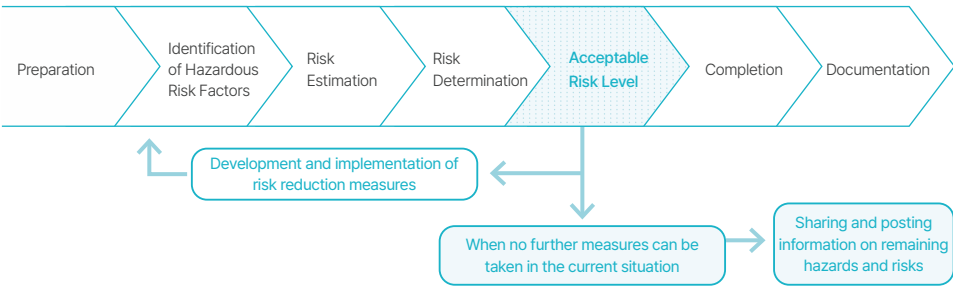 Preparation
Identification
of Hazardous
Risk Factors
Risk
Estimation
Risk
Determination
Acceptable
Risk Level
Completion
Documentation
Development and implementation of
risk reduction measures
When no further measures can be
taken in the current situation
Sharing and posting
information on remaining
hazards and risks